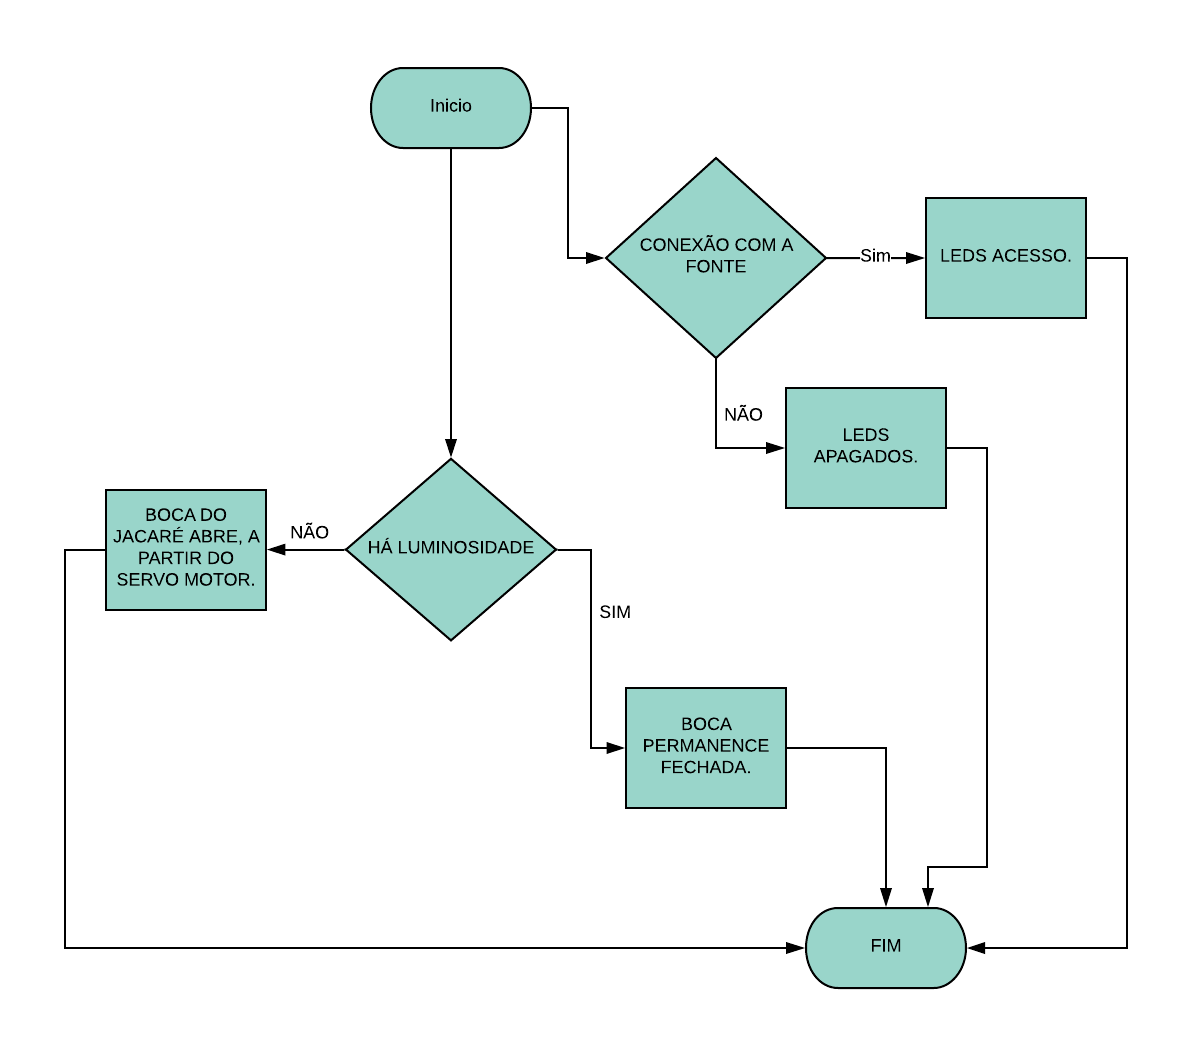 Inicio
CONEXÃO COM A
FONTE
Sim
LEDS ACESSO.
NÃO
LEDS
APAGADOS.
BOCA DO
JACARÉ ABRE, A
PARTIR DO
SERVO MOTOR.
NÃO
HÁ LUMINOSIDADE
SIM
BOCA
PERMANENCE
FECHADA.
FIM